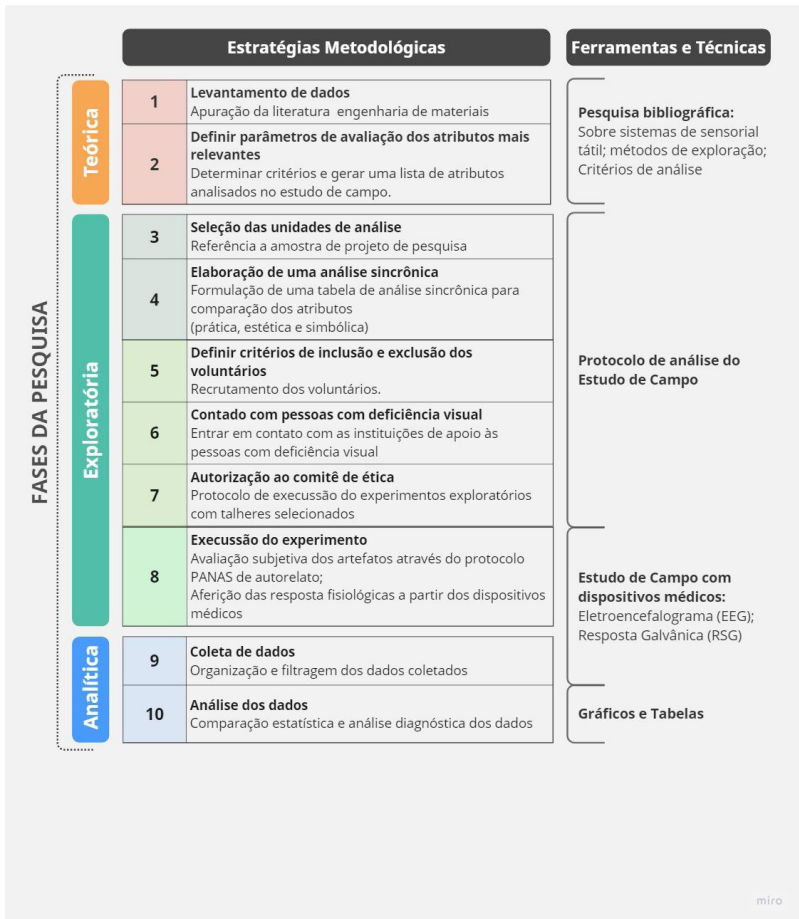 Estratégias Metodológicas
Ferramentas e Técnicas
FASES DA PESQUISA
Teórica
1
Levantamento de dados
Apuração da literatura engenharia de materiais
2
Definir parâmetros de avaliação dos atributos mais
relevantes
Determinar critérios e gerar uma lista de atributos
analisados no estudo de campo.
Pesquisa bibliográfica:
Sobre sistemas de sensorial
tátil; métodos de exploração;
Critérios de análise
Exploratória
3
Seleção das unidades de análise
Referência a amostra de projeto de pesquisa
4
Elaboração de uma análise sincrônica
Formulação de uma tabela de análise sincrônica para
comparação dos atributos
(prática, estética e simbólica)
5
Definir critérios de inclusão e exclusão dos
voluntários
Recrutamento dos voluntários.
6
Contado com pessoas com deficiência visual
Entrar em contato com as instituições de apoio às
pessoas com deficiência visual
7
Autorização ao comitê de ética
Protocolo de execussão do experimentos exploratórios
com talheres selecionados
Protocolo de análise do
Estudo de Campo
8
Execussão do experimento
Avaliação subjetiva dos artefatos através do protocolo
PANAS de autorelato;
Aferição das resposta fisiológicas a partir dos dispositivos
médicos
Estudo de Campo com
dispositivos médicos:
Eletroencefalograma (EEG);
Resposta Galvânica (RSG)
Analítica
9
Coleta de dados
Organização e filtragem dos dados coletados
10
Análise dos dados
Comparação estatística e análise diagnóstica dos dados
Gráficos e Tabelas
miro